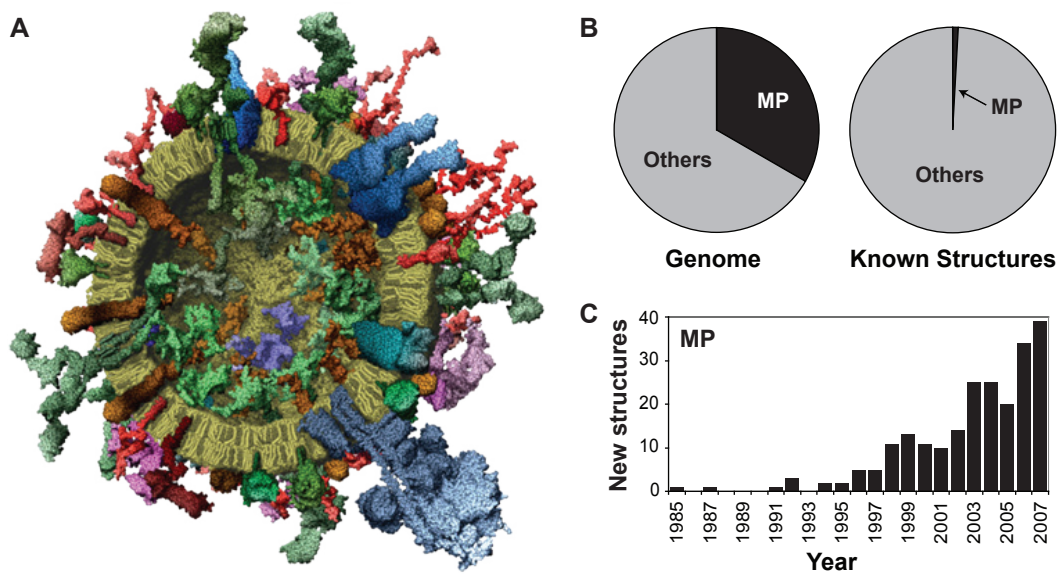 A
B
MP
Others
Genome
MP
Others
Known Structures
C
MP
New structures
40
30
20
10
0
1985
1987
1989
1991
1993
1995
1997
1999
2001
2003
2005
2007
Year